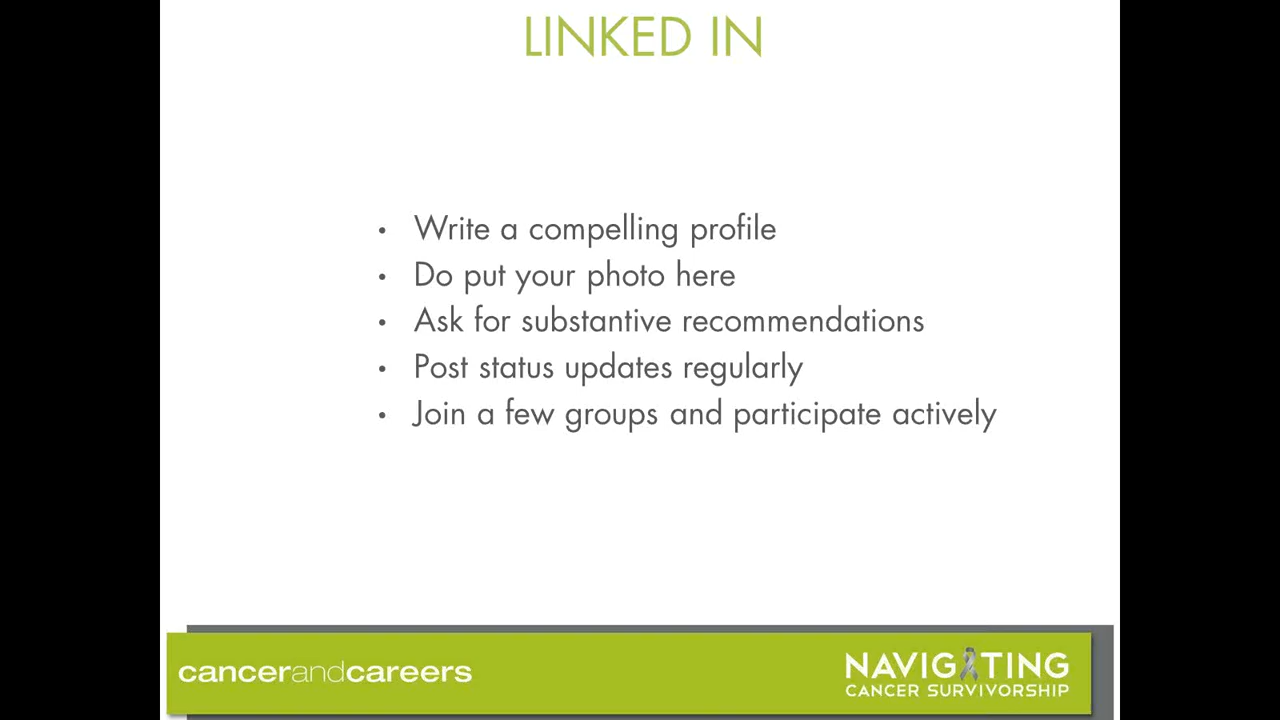 LINKED IN
• Write a compelling profile
• Do put your photo here
• Ask for substantive recommendations
• Post status updates regularly
• Join a few groups and participate actively
cancerandcareers
NAVIGATING
CANCER SURVIVORSHIP